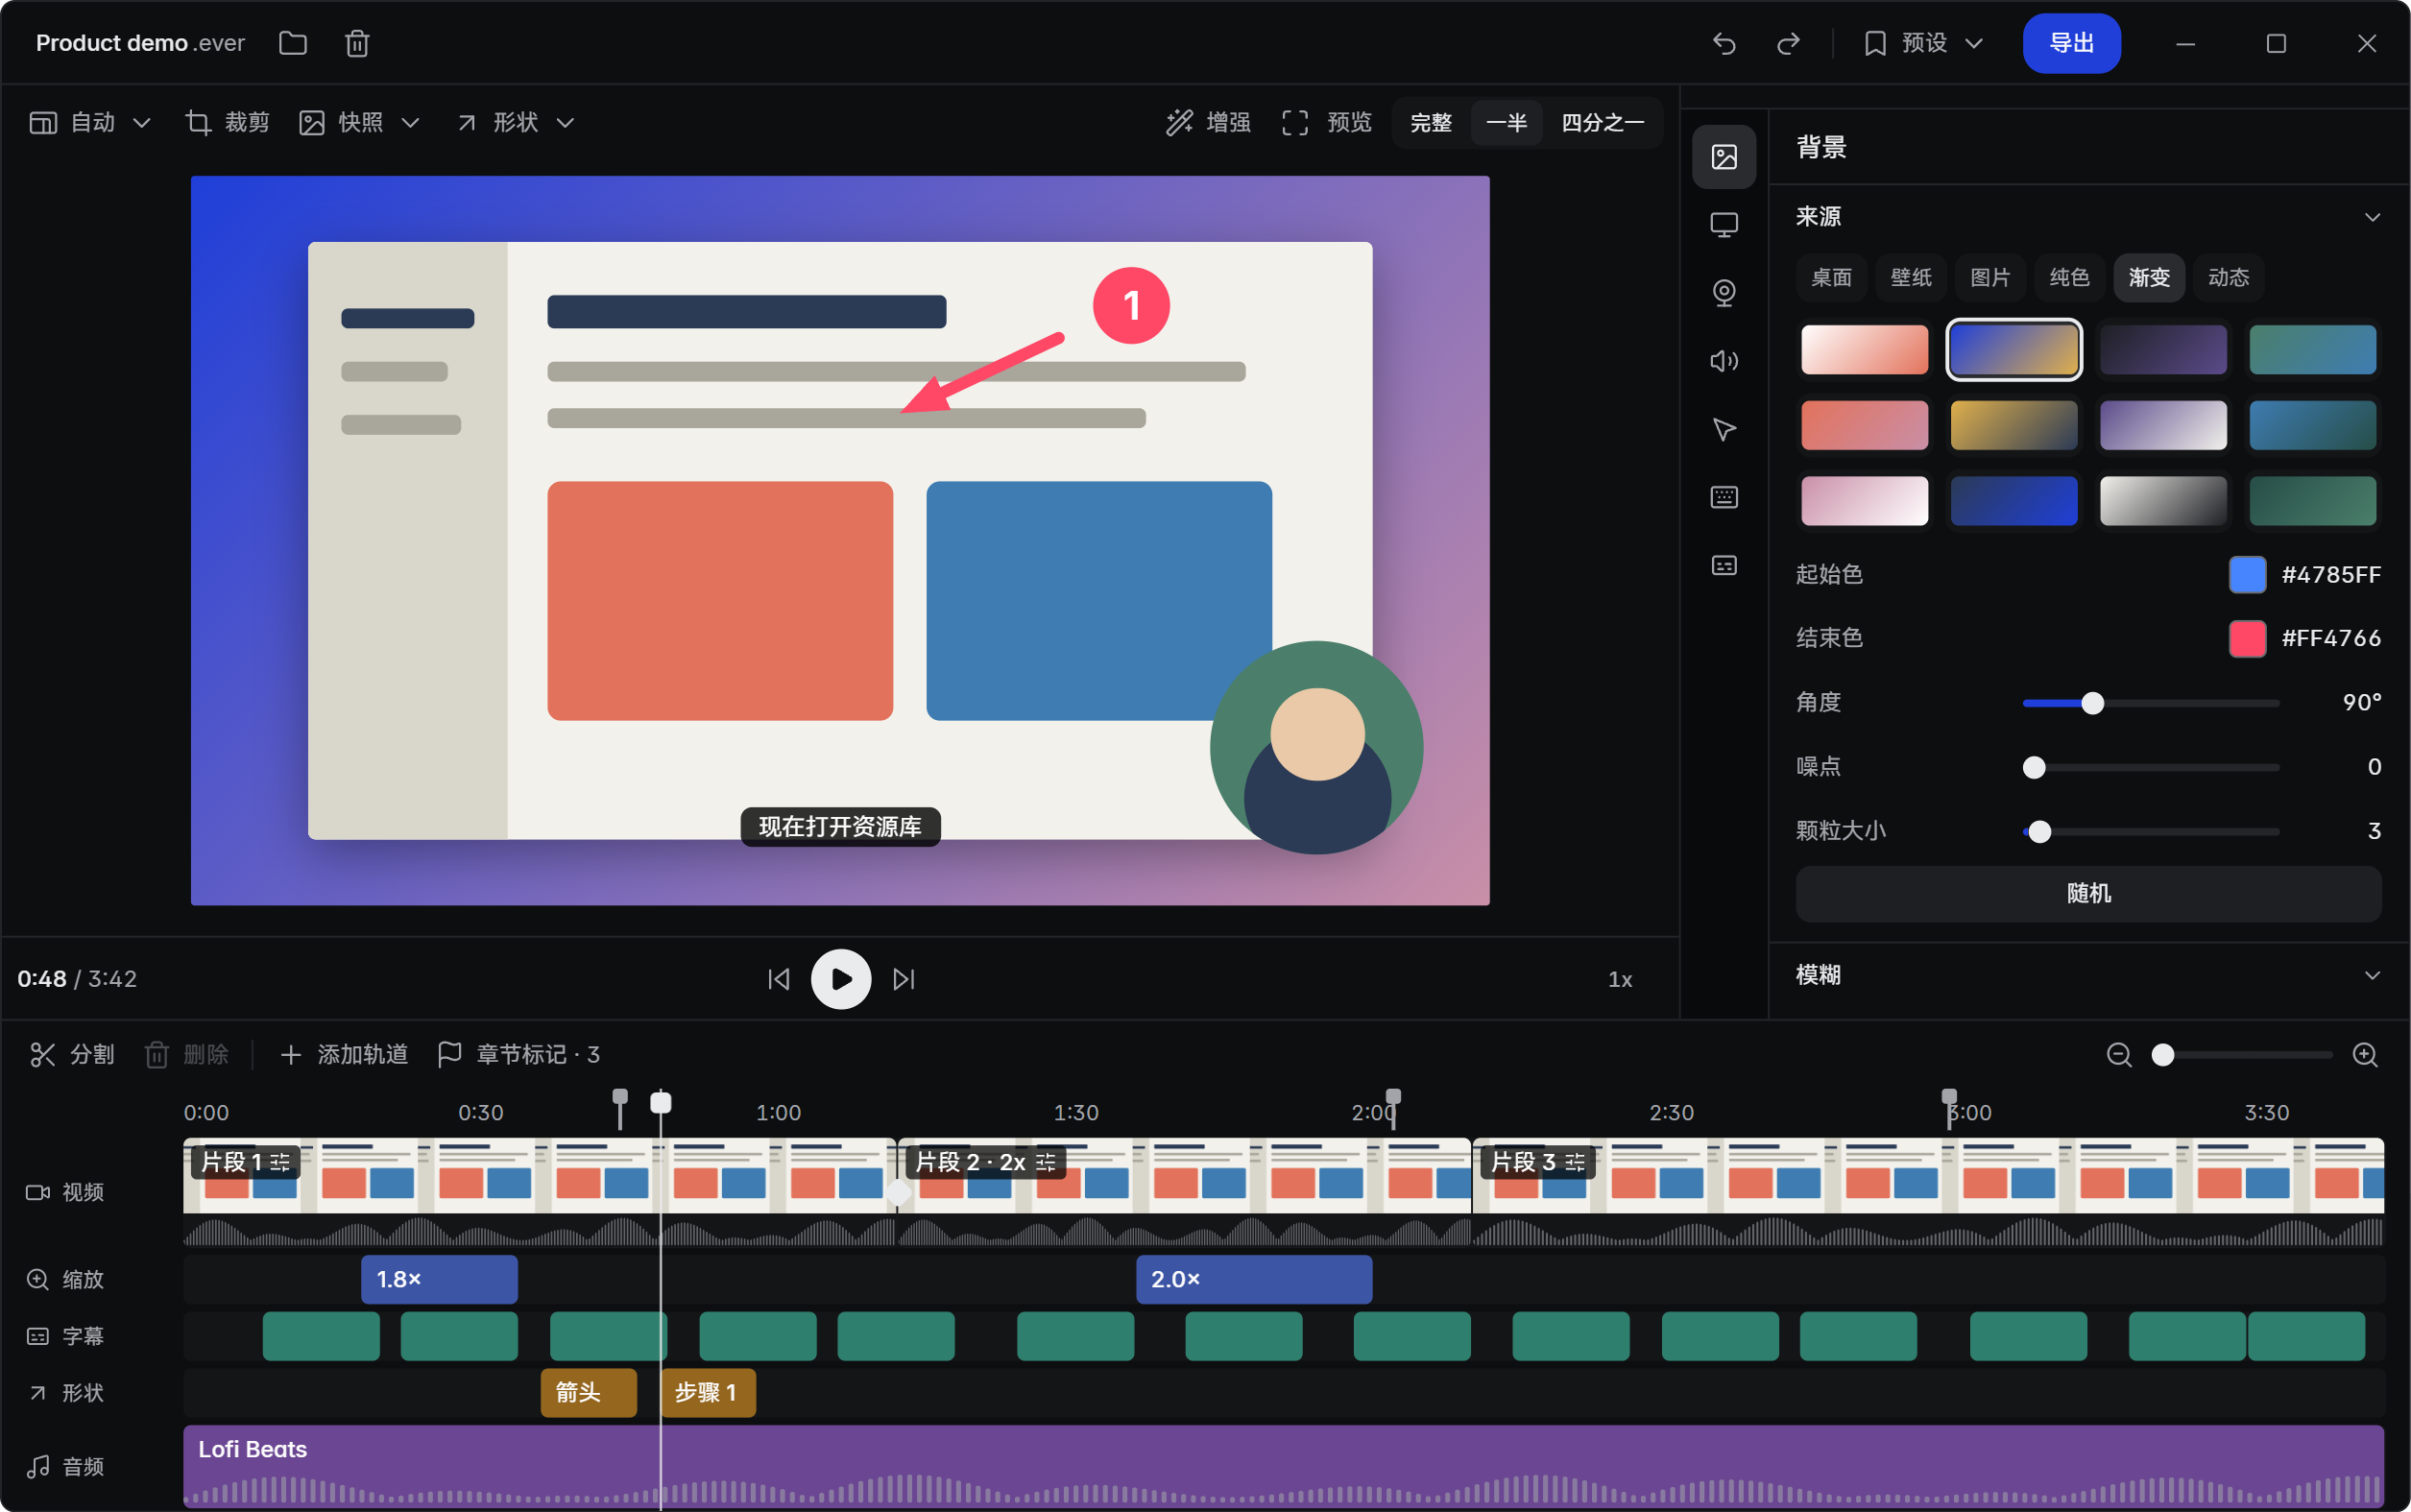 Product demo.ever
预设
导出
自动
裁剪
快照
形状
增强
预览
完整
一半
四分之一
1
现在打开资源库
背景
来源
桌面
壁纸
图片
纯色
渐变
动态
起始色
#4785FF
结束色
#FF4766
角度
90°
噪点
0
颗粒大小
3
随机
模糊
0:48 / 3:42
1x
分割
删除
添加轨道
章节标记 · 3
0:00
0:30
1:00
1:30
2:00
2:30
3:00
3:30
视频
片段 1
片段 2 · 2x
片段 3
缩放
1.8×
2.0×
字幕
形状
箭头
步骤 1
音频
Lofi Beats